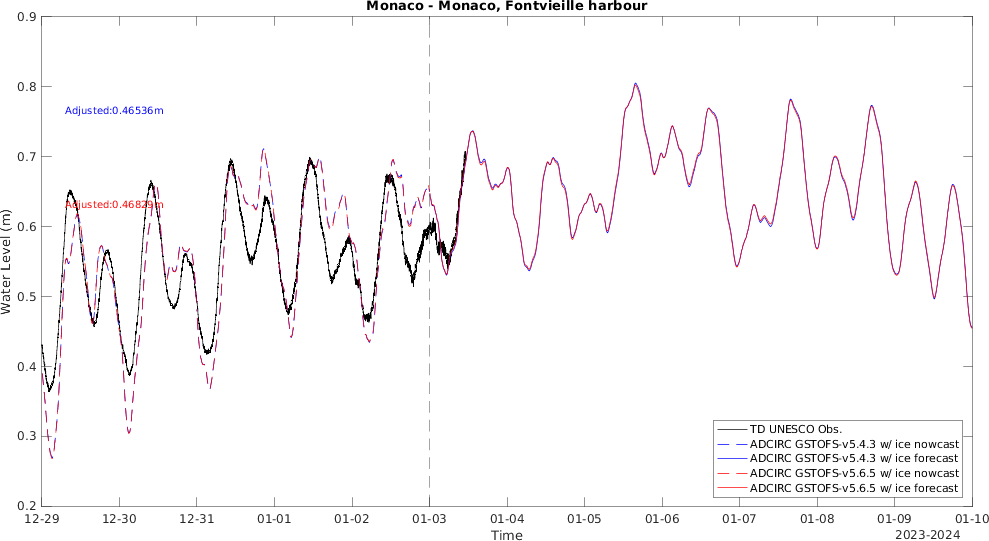 Monaco - Monaco, Fontvieille harbour
0.9
0.8
0.7
0.6
0.5
0.4
0.3
0.2
Water Level (m)
Adjusted:0.46536m
Adjusted:0.46829m
TD UNESCO Obs.
ADCIRC GSTOFS-v5.4.3 w/ ice nowcast
ADCIRC GSTOFS-v5.4.3 w/ ice forecast
ADCIRC GSTOFS-v5.6.5 w/ ice nowcast
ADCIRC GSTOFS-v5.6.5 w/ ice forecast
12-29 12-30 12-31 01-01 01-02 01-03 01-04 01-05 01-06 01-07 01-08 01-09 01-10
Time
2023-2024